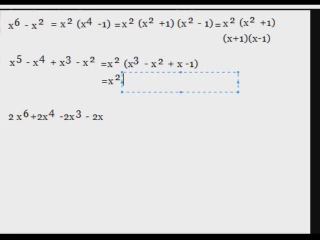 x⁶ - x² = x² (x⁴ -1) = x² (x² +1) (x² - 1) = x² (x² +1)
(x+1)(x-1)
x⁵ - x⁴ + x³ - x² = x² (x³ - x² + x -1)
= x²
2 x⁶+2x⁴ -2x³ - 2x